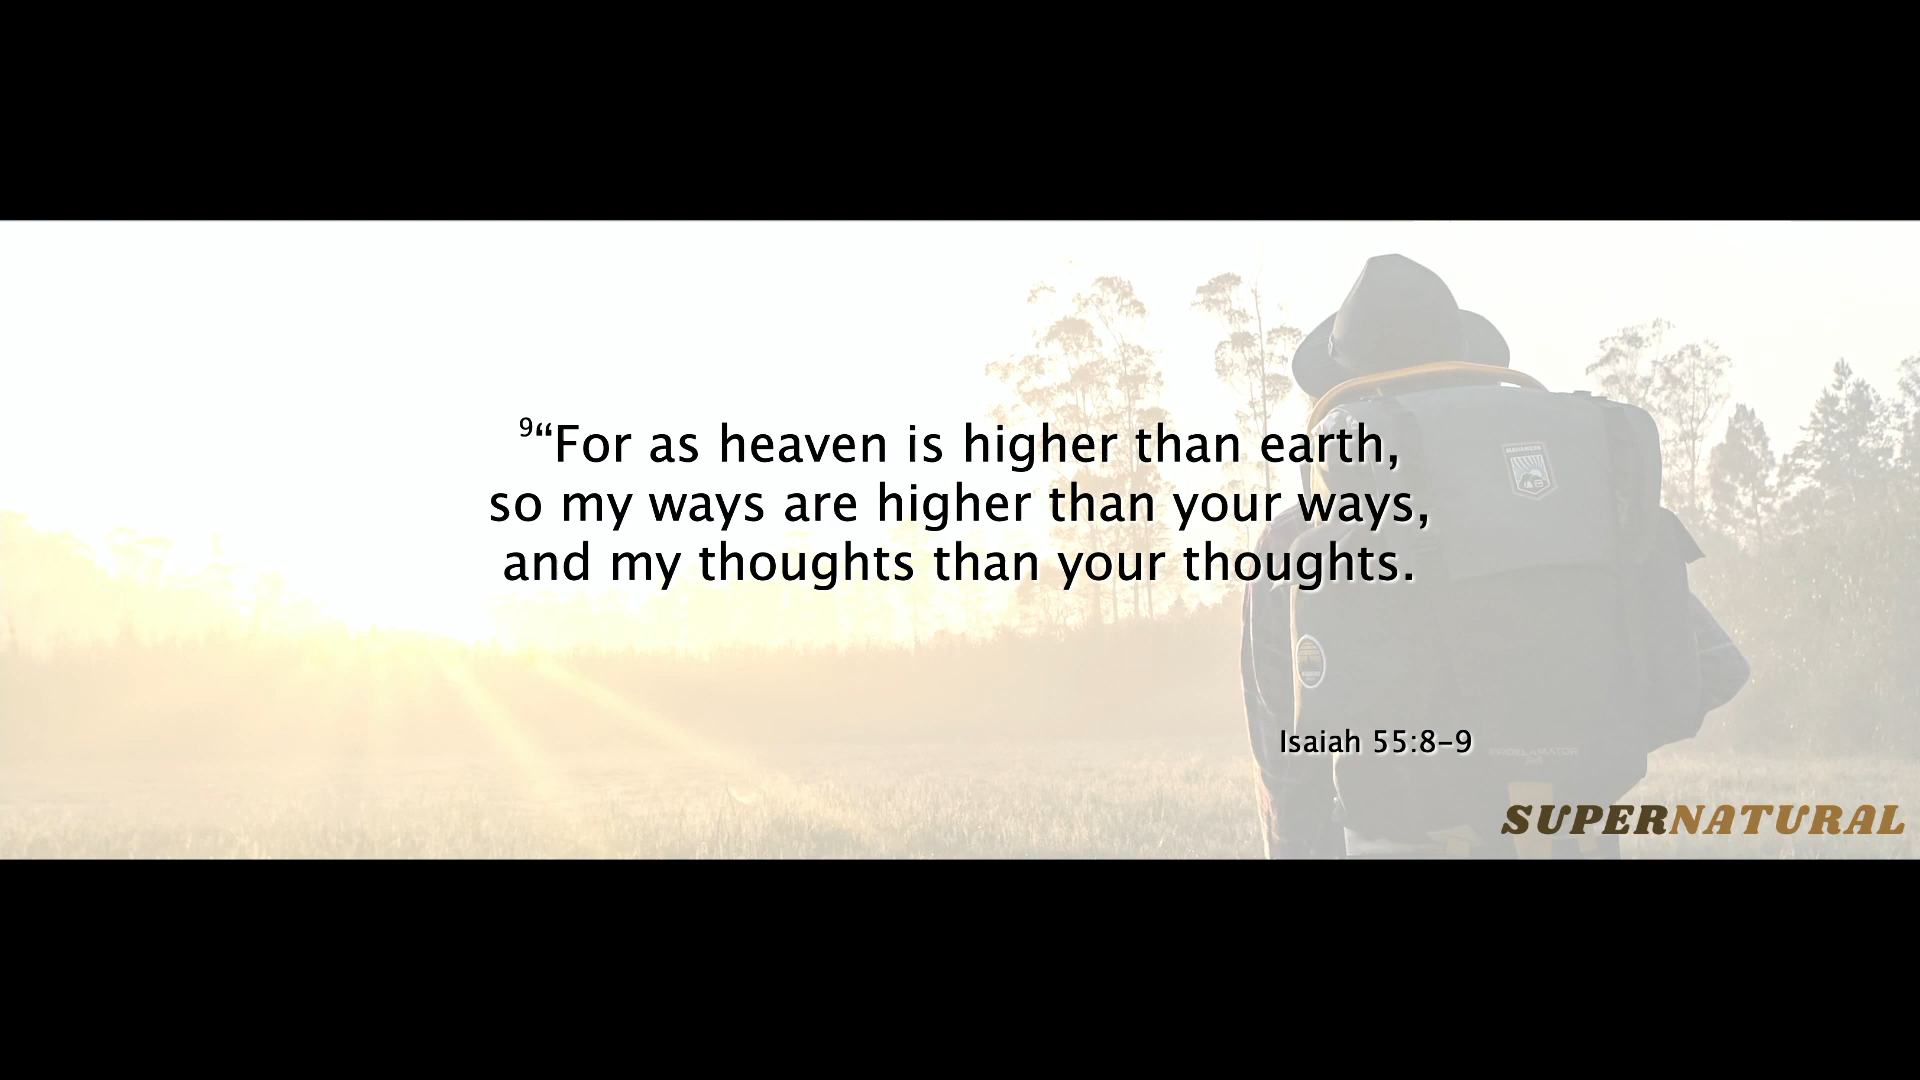 ⁹“For as heaven is higher than earth,
so my ways are higher than your ways,
and my thoughts than your thoughts.
Isaiah 55:8–9
SUPERNATURAL